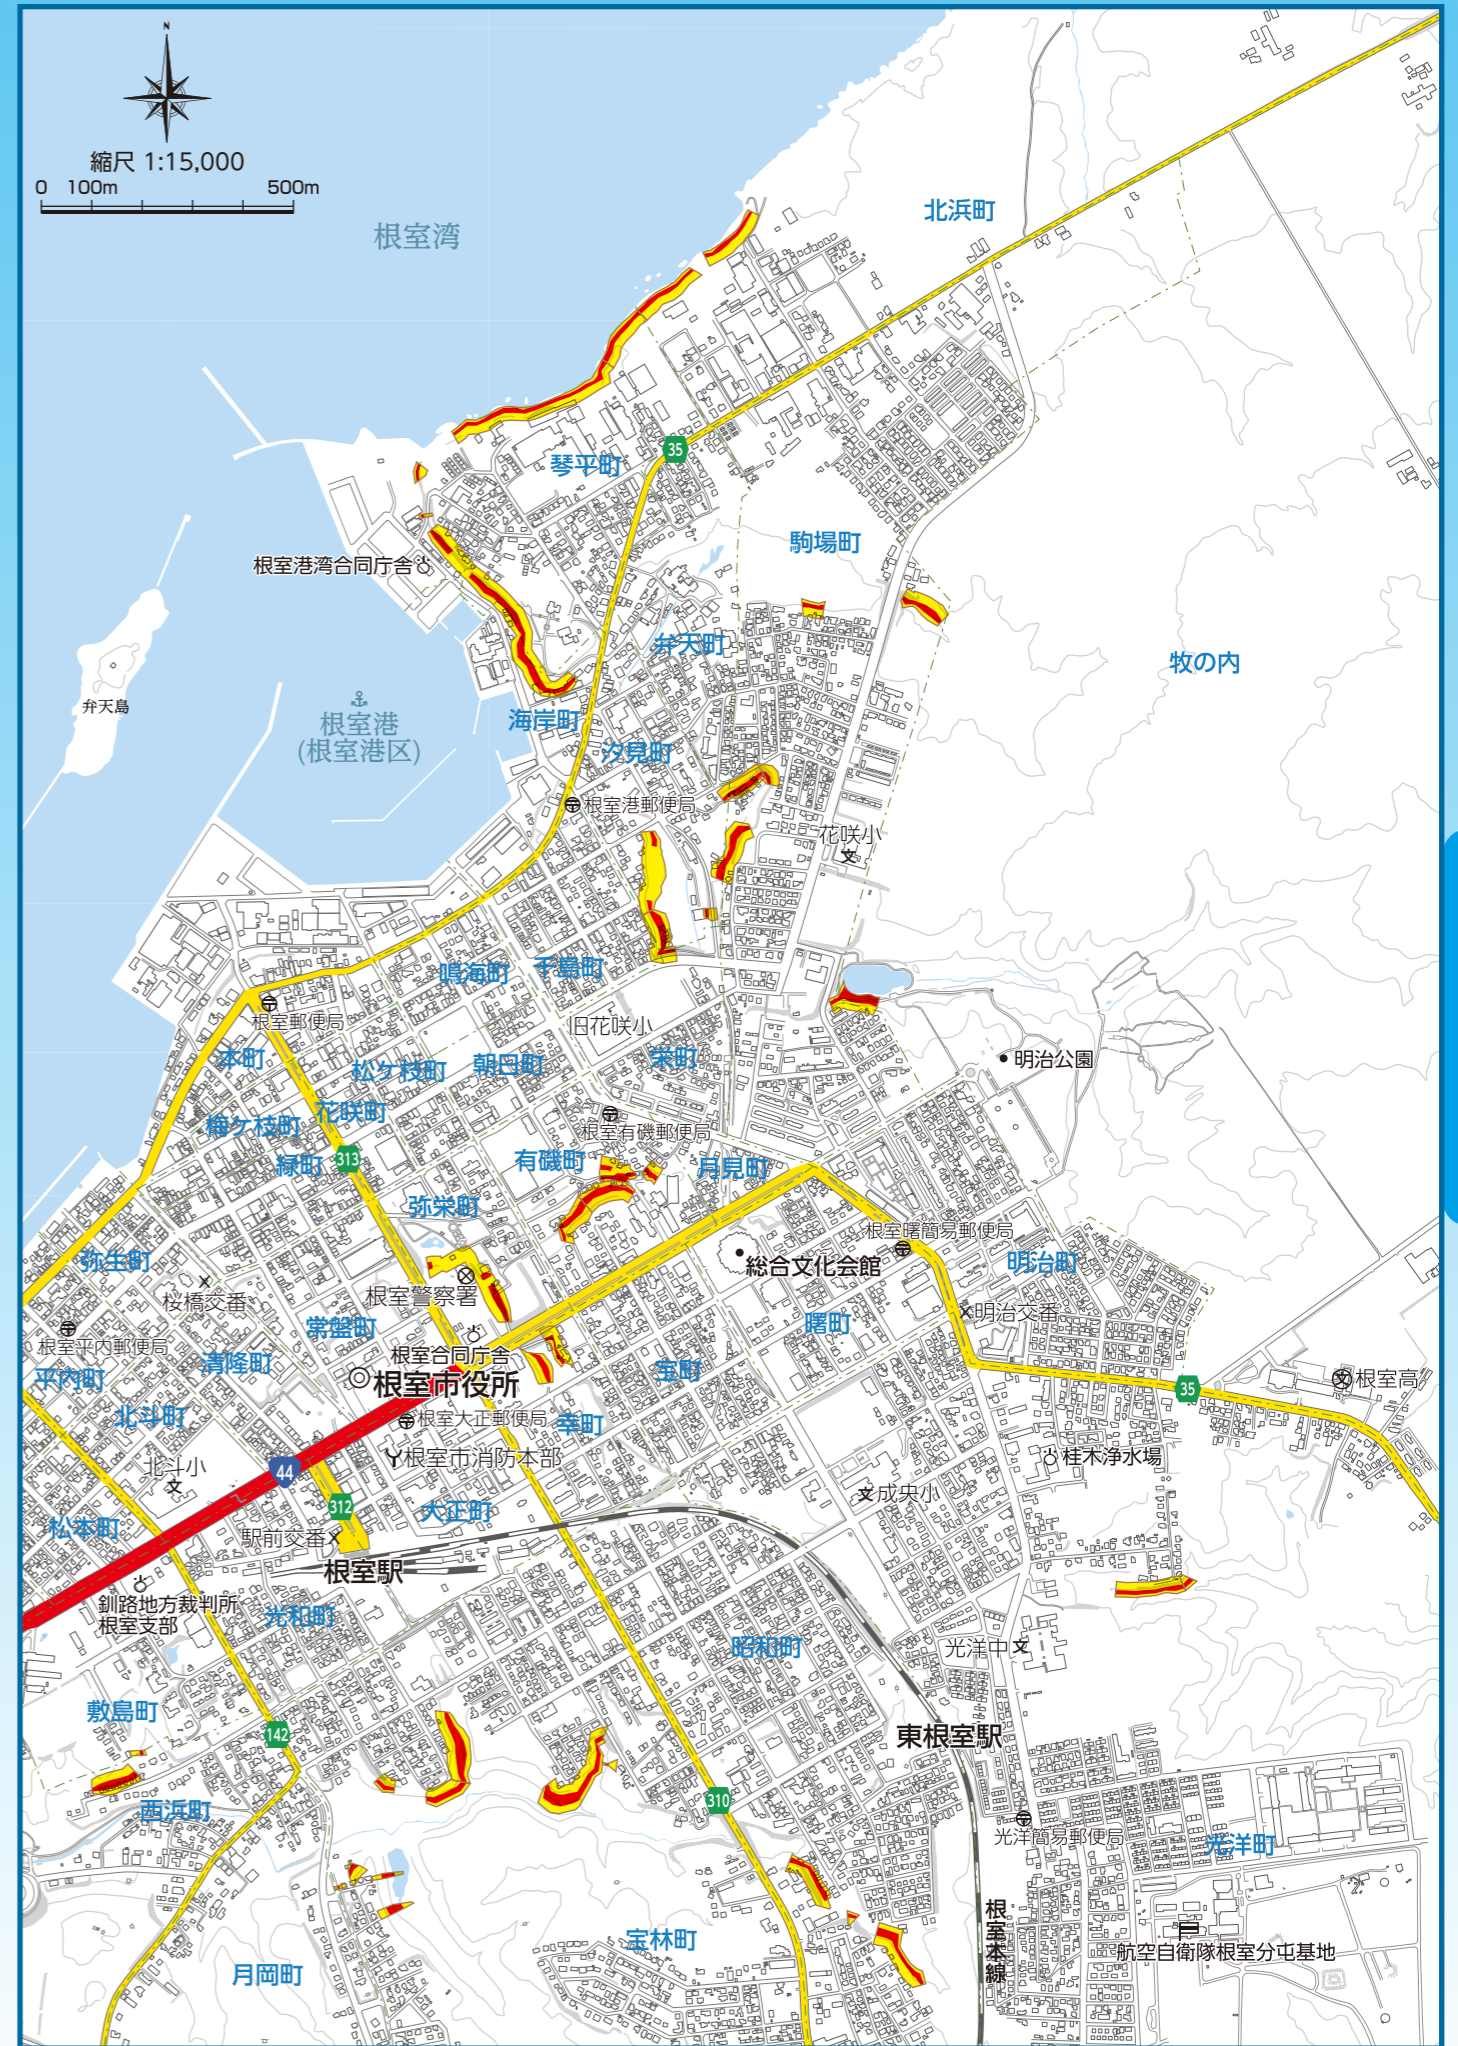 N
縮尺 1:15,000
0 100m 500m
根室湾
北浜町
35
琴平町
駒場町
根室港湾合同庁舎
弁天町
牧の内
弁天島
根室港
(根室港区)
海岸町
汐見町
根室港郵便局
花咲小
文
鳴海町
千島町
根室郵便局
旧花咲小
本町
松ケ枝町
朝日町
栄町
明治公園
梅ケ枝町
花咲町
根室有磯郵便局
緑町
313
有磯町
月見町
弥栄町
根室曙簡易郵便局
弥生町
総合文化会館
明治町
桜橋交番
根室警察署
明治交番
常盤町
曙町
根室平内郵便局
清隆町
根室合同庁舎
宝町
平内町
根室市役所
35
文
根室高
北斗町
根室大正郵便局
幸町
根室市消防本部
桂木浄水場
北斗小
文
44
文
成央小
312
松本町
大正町
駅前交番
根室駅
釧路地方裁判所
根室支部
光和町
昭和町
光洋中
文
敷島町
142
東根室駅
310
西浜町
光洋簡易郵便局
光洋町
宝林町
根室本線
航空自衛隊根室分屯基地
月岡町